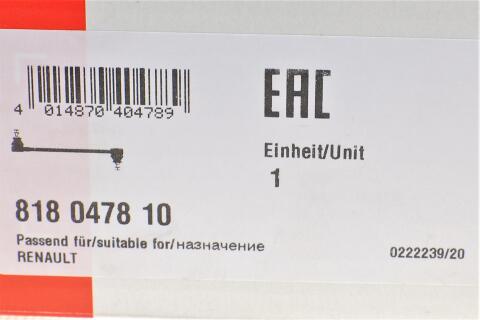 4 014870 404789
EAC
Einheit/Unit
1
818 0478 10
Passend für/suitable for/назначение
RENAULT
0222239/20